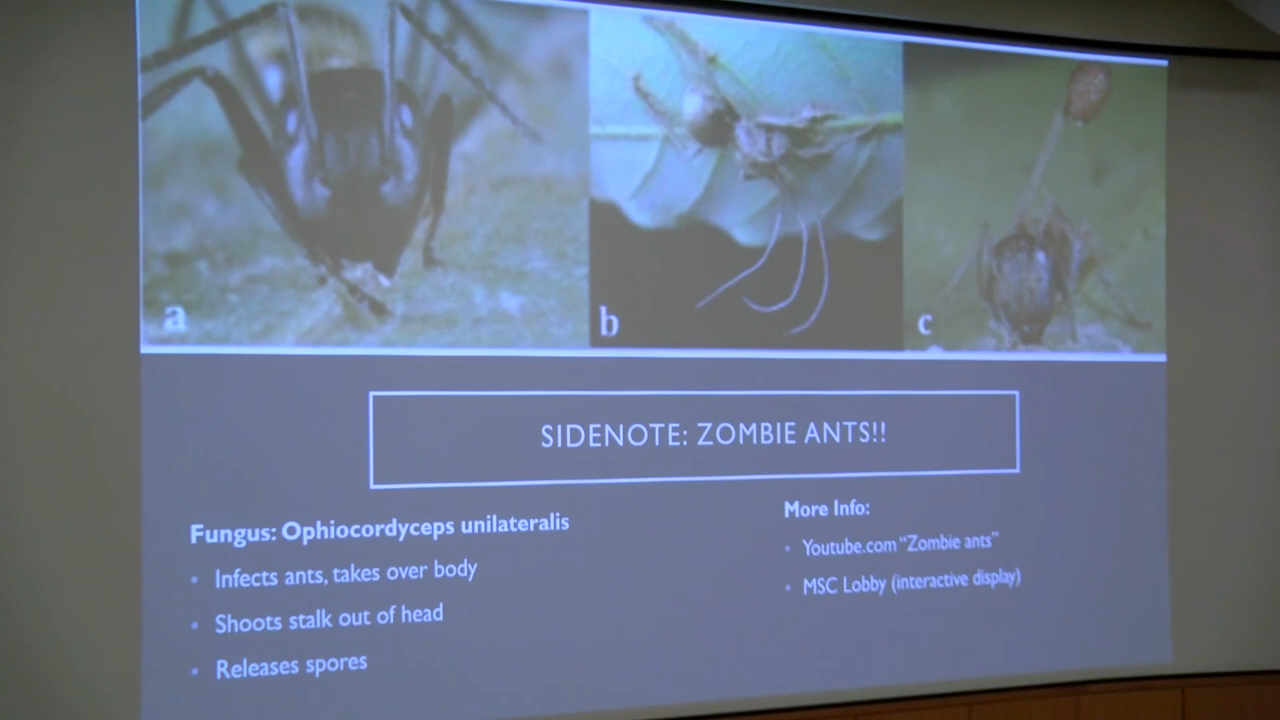 a
b
c
SIDENOTE: ZOMBIE ANTS!!
Fungus: Ophiocordyceps unilateralis
• Infects ants, takes over body
• Shoots stalk out of head
• Releases spores
More Info:
• Youtube.com “Zombie ants”
• MSC Lobby (interactive display)